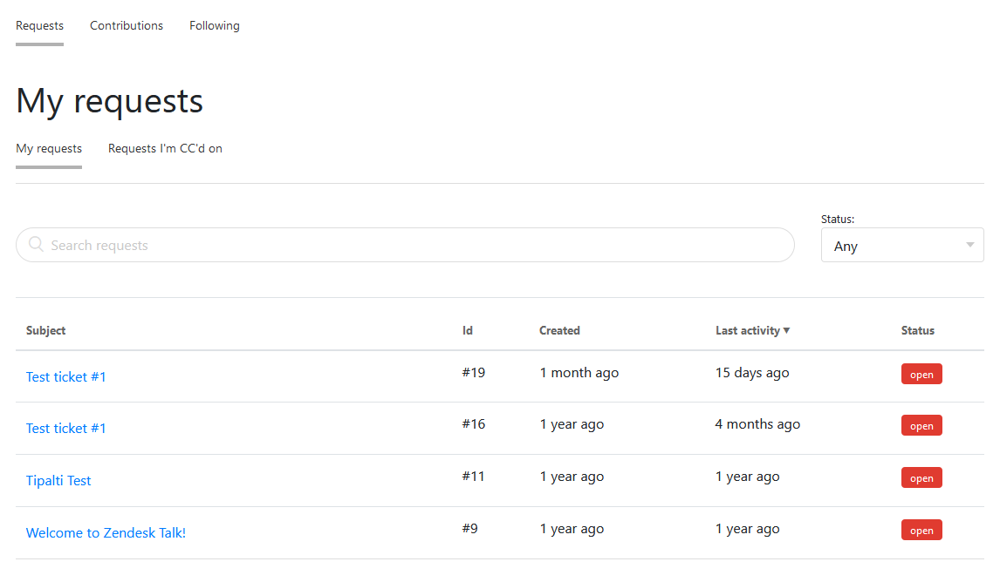 Requests Contributions Following
My requests
My requests Requests I'm CC'd on
Status:
Search requests Any
Subject Id Created Last activity ▼ Status
Test ticket #1 #19 1 month ago 15 days ago open
Test ticket #1 #16 1 year ago 4 months ago open
Tipalti Test #11 1 year ago 1 year ago open
Welcome to Zendesk Talk! #9 1 year ago 1 year ago open